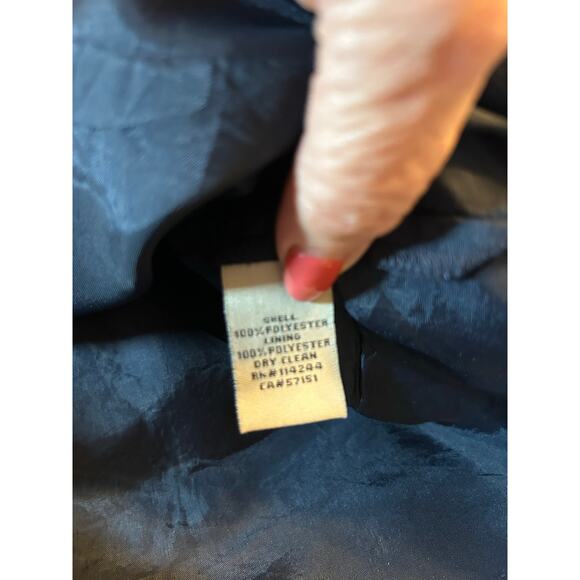 SHELL
100% POLYESTER
LINING
100% POLYESTER
DRY CLEAN
RN#114244
CA#57151